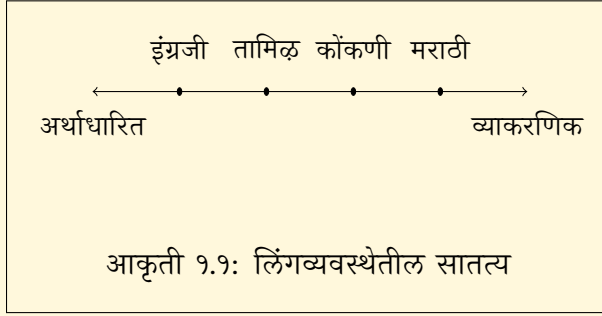 इंग्रजी तामिळ कोंकणी मराठी
अर्थाधारित व्याकरणिक
आकृती १.१: लिंगव्यवस्थेतील सातत्य